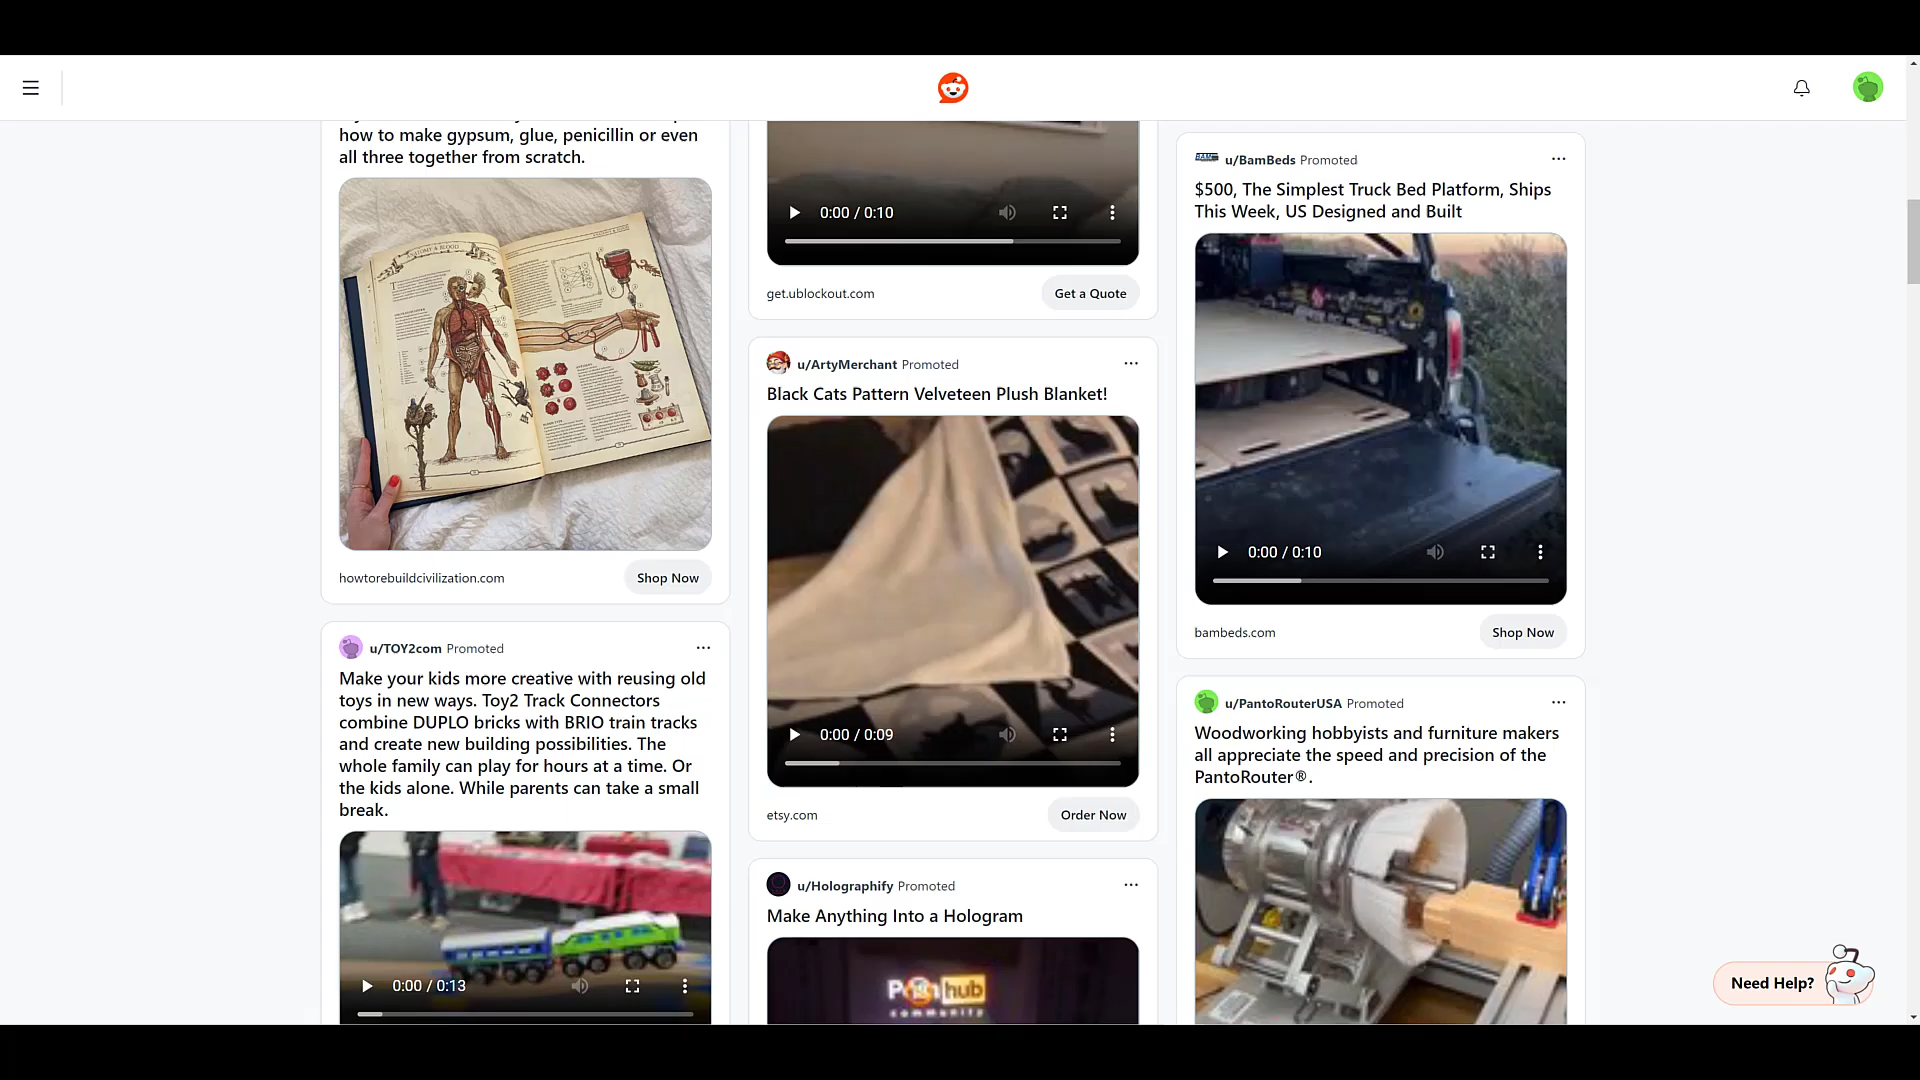 how to make gypsum, glue, penicillin or even
all three together from scratch.
ANATOMY & BLOOD
howtorebuildcivilization.com
Shop Now
u/TOY2com Promoted
Make your kids more creative with reusing old
toys in new ways. Toy2 Track Connectors
combine DUPLO bricks with BRIO train tracks
and create new building possibilities. The
whole family can play for hours at a time. Or
the kids alone. While parents can take a small
break.
0:00 / 0:13
0:00 / 0:10
get.ublockout.com
Get a Quote
u/ArtyMerchant Promoted
Black Cats Pattern Velveteen Plush Blanket!
0:00 / 0:09
etsy.com
Order Now
u/Holographify Promoted
Make Anything Into a Hologram
hub
community
u/BamBeds Promoted
$500, The Simplest Truck Bed Platform, Ships
This Week, US Designed and Built
0:00 / 0:10
bambeds.com
Shop Now
u/PantoRouterUSA Promoted
Woodworking hobbyists and furniture makers
all appreciate the speed and precision of the
PantoRouter®.
Need Help?